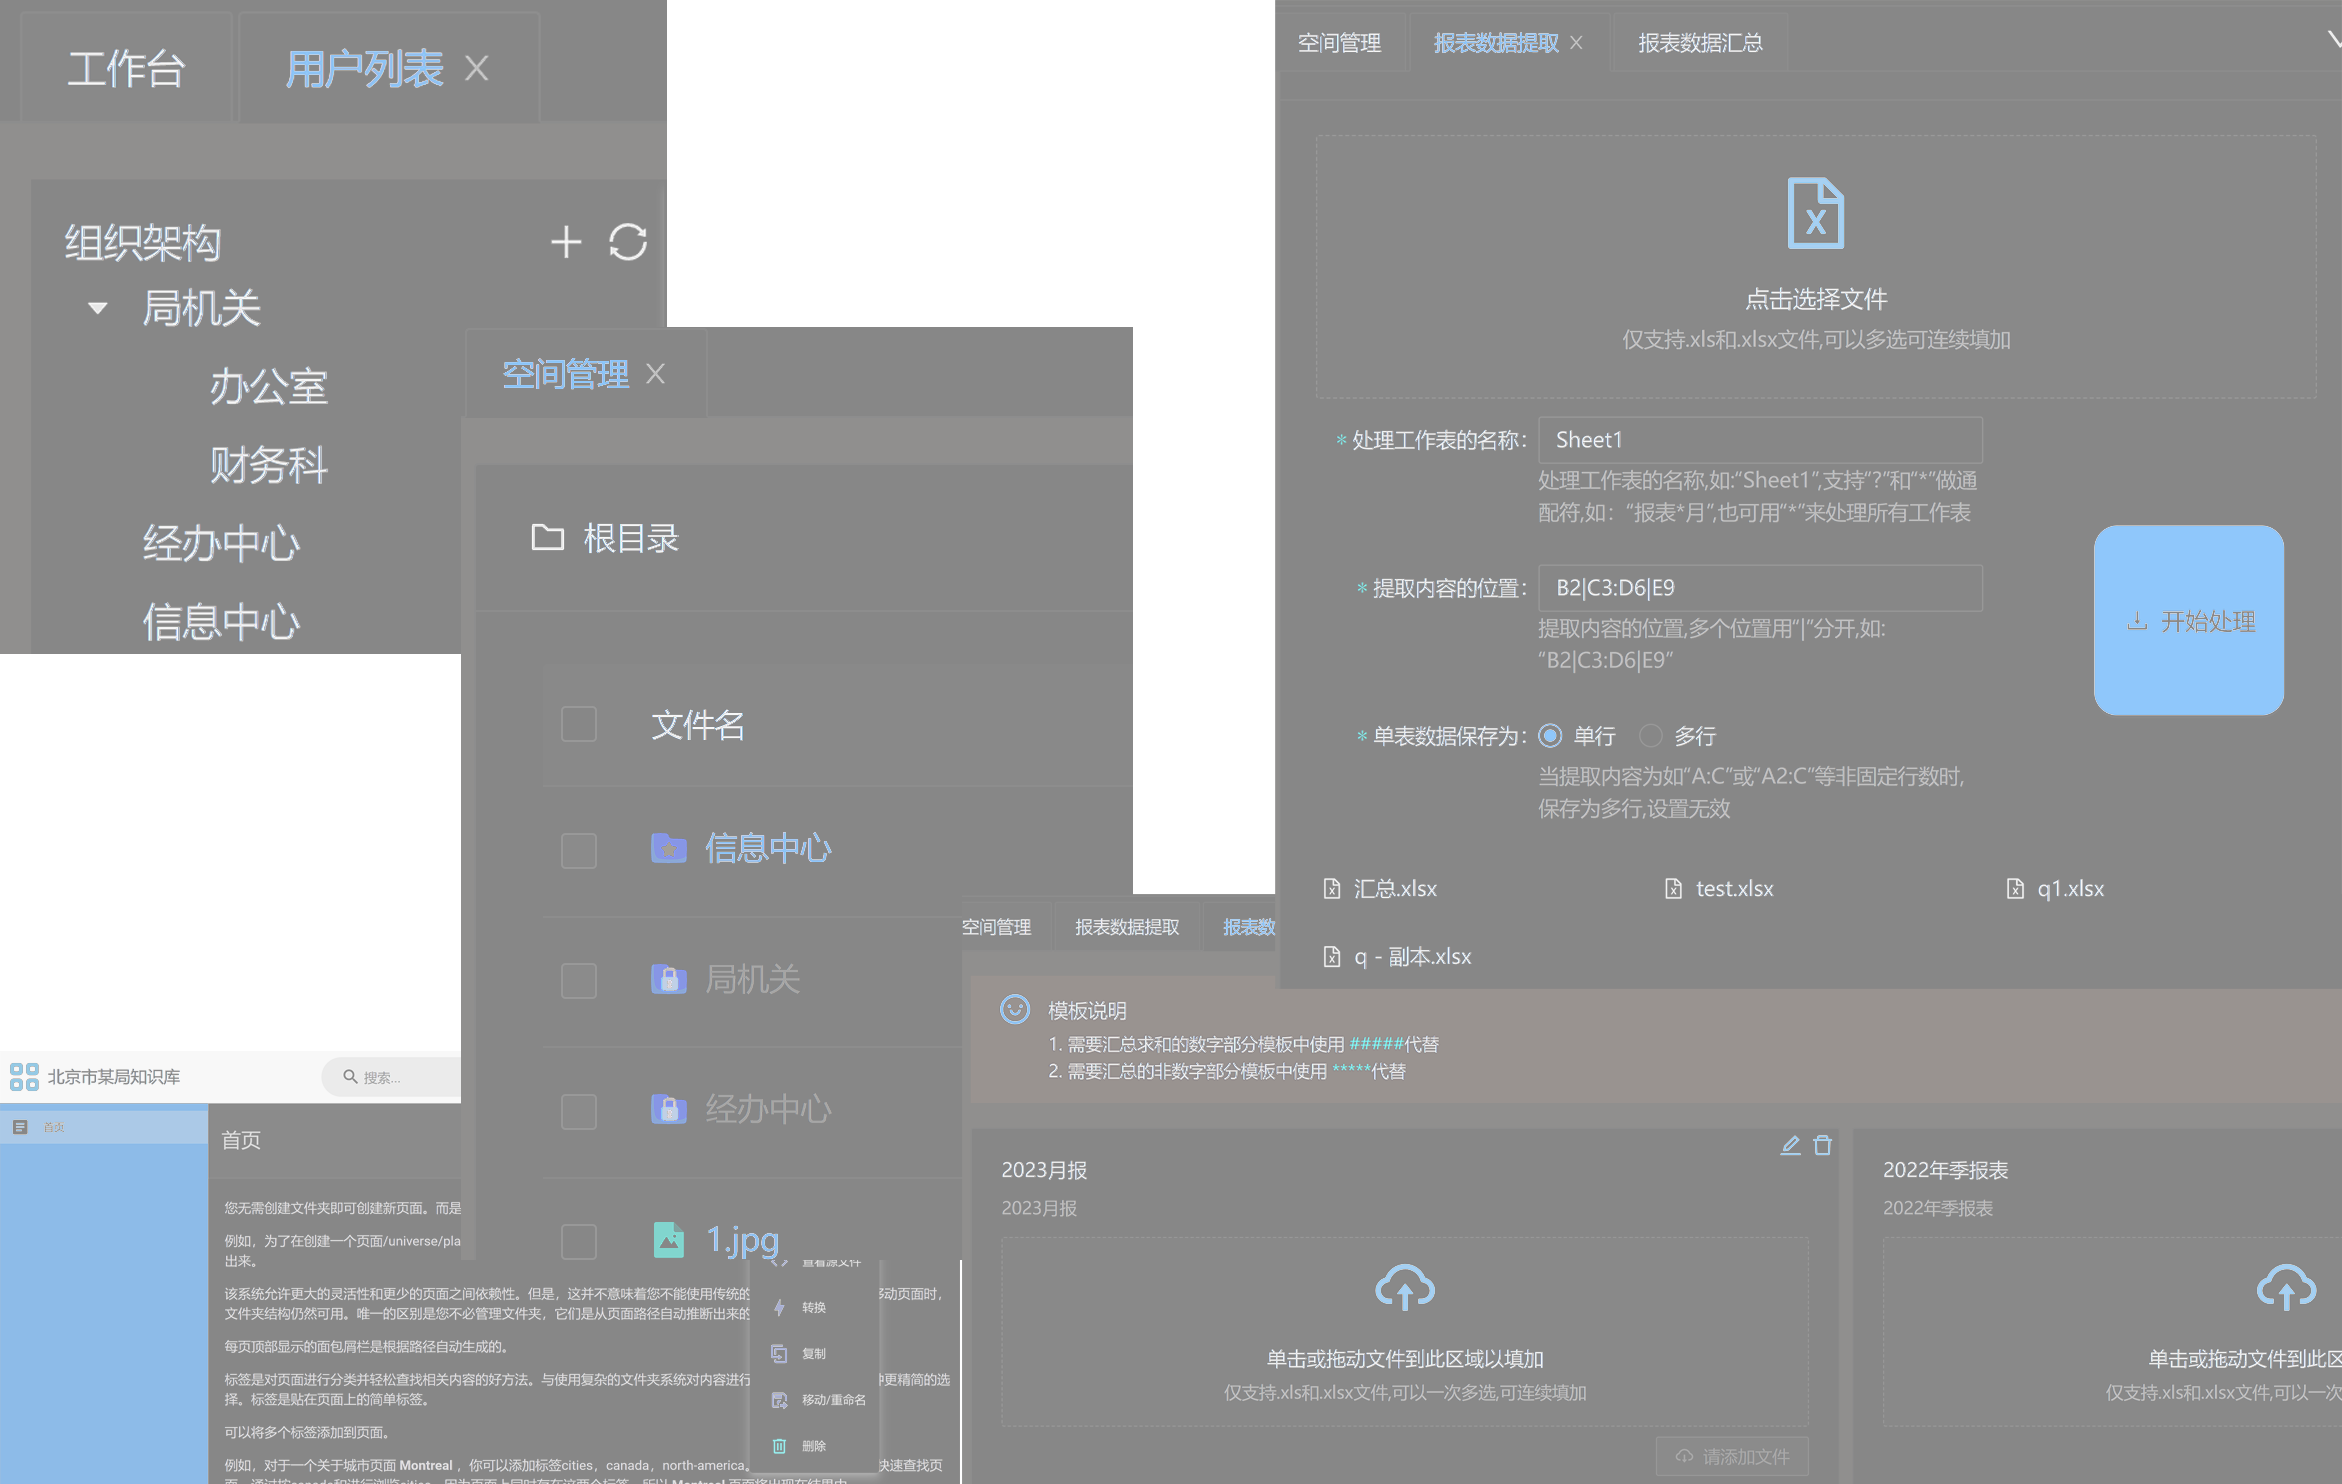 工作台
用户列表
组织架构
局机关
办公室
财务科
经办中心
信息中心
空间管理
根目录
文件名
信息中心
局机关
经办中心
1.jpg
空间管理
报表数据提取
报表数据汇总
点击选择文件
仅支持.xls和.xlsx文件,可以多选可连续填加
* 处理工作表的名称:
Sheet1
处理工作表的名称,如:“Sheet1”,支持“?”和“*”做通
配符,如：“报表*月”,也可用“*”来处理所有工作表
* 提取内容的位置:
B2|C3:D6|E9
提取内容的位置,多个位置用“|”分开,如:
“B2|C3:D6|E9”
* 单表数据保存为:
单行
多行
当提取内容为如“A:C”或“A2:C”等非固定行数时,
保存为多行,设置无效
开始处理
汇总.xlsx
test.xlsx
q1.xlsx
q - 副本.xlsx
空间管理
报表数据提取
报表数
模板说明
1. 需要汇总求和的数字部分模板中使用 #####代替
2. 需要汇总的非数字部分模板中使用 *****代替
2023月报
2023月报
单击或拖动文件到此区域以填加
仅支持.xls和.xlsx文件,可以一次多选,可连续填加
请添加文件
2022年季报表
2022年季报表
单击或拖动文件到此区
仅支持.xls和.xlsx文件,可以一次
北京市某局知识库
搜索...
首页
首页
您无需创建文件夹即可创建新页面。而是
例如，为了在创建一个页面/universe/pla
出来。
该系统允许更大的灵活性和更少的页面之间依赖性。但是，这并不意味着您不能使用传统的
动页面时，
文件夹结构仍然可用。唯一的区别是您不必管理文件夹，它们是从页面路径自动推断出来的
每页顶部显示的面包屑栏是根据路径自动生成的。
标签是对页面进行分类并轻松查找相关内容的好方法。与使用复杂的文件夹系统对内容进行
更精简的选
择。标签是贴在页面上的简单标签。
可以将多个标签添加到页面。
例如，对于一个关于城市页面 Montreal ，你可以添加标签cities，canada，north-america。
快速查找页
查看源文件
转换
复制
移动/重命名
删除